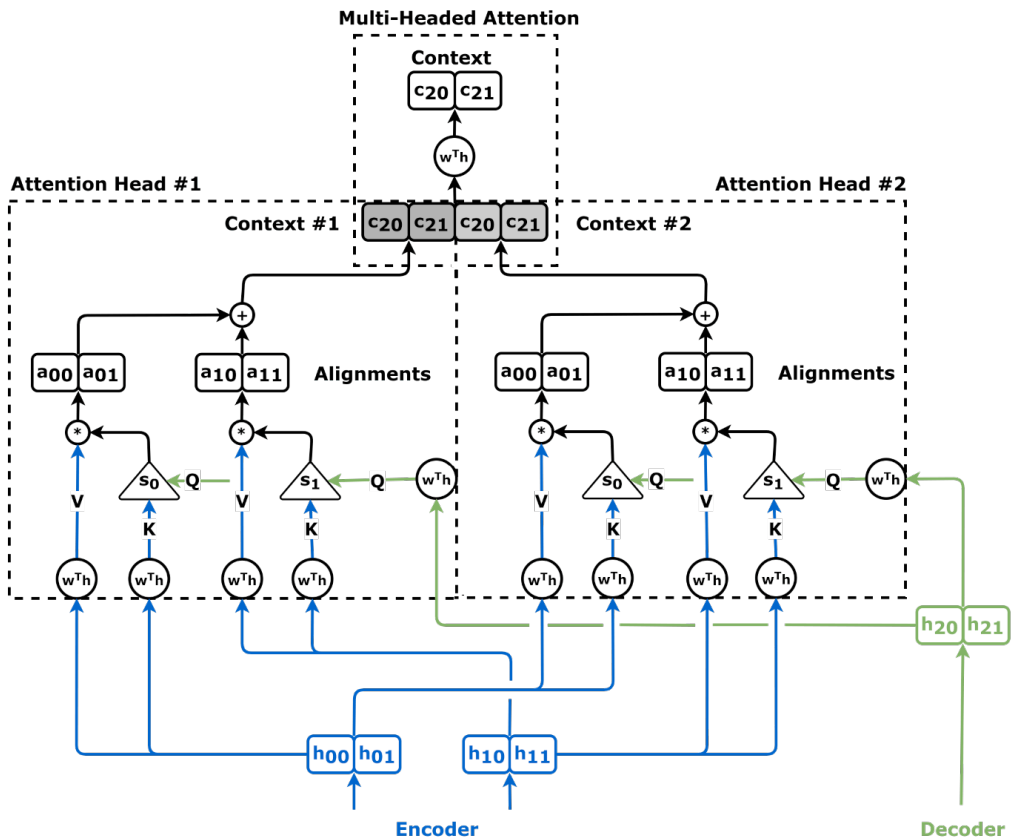 Multi-Headed Attention
Context
c20 c21
wTh
Attention Head #1 Attention Head #2
Context #1 c20 c21 c20 c21 Context #2
+ +
a00 a01 a10 a11 Alignments a00 a01 a10 a11 Alignments
* * * *
s0 Q s1 Q wTh s0 Q s1 Q wTh
V V V V
K K K K
wTh wTh wTh wTh wTh wTh wTh wTh
h20 h21
h00 h01 h10 h11
Encoder Decoder